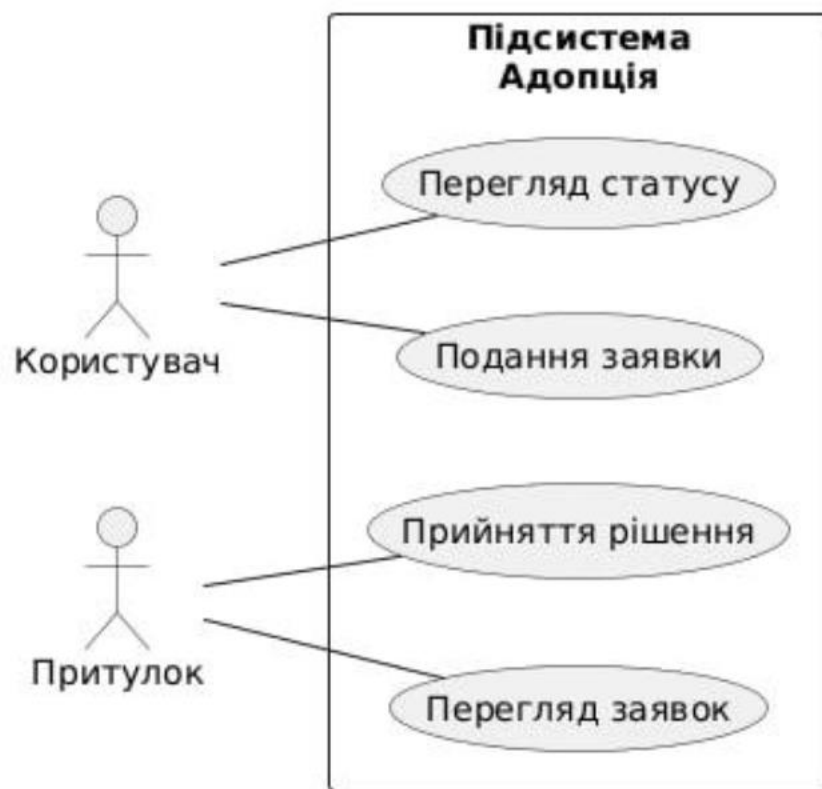 Підсистема
Адопція
Перегляд статусу
Користувач
Подання заявки
Прийняття рішення
Притулок
Перегляд заявок